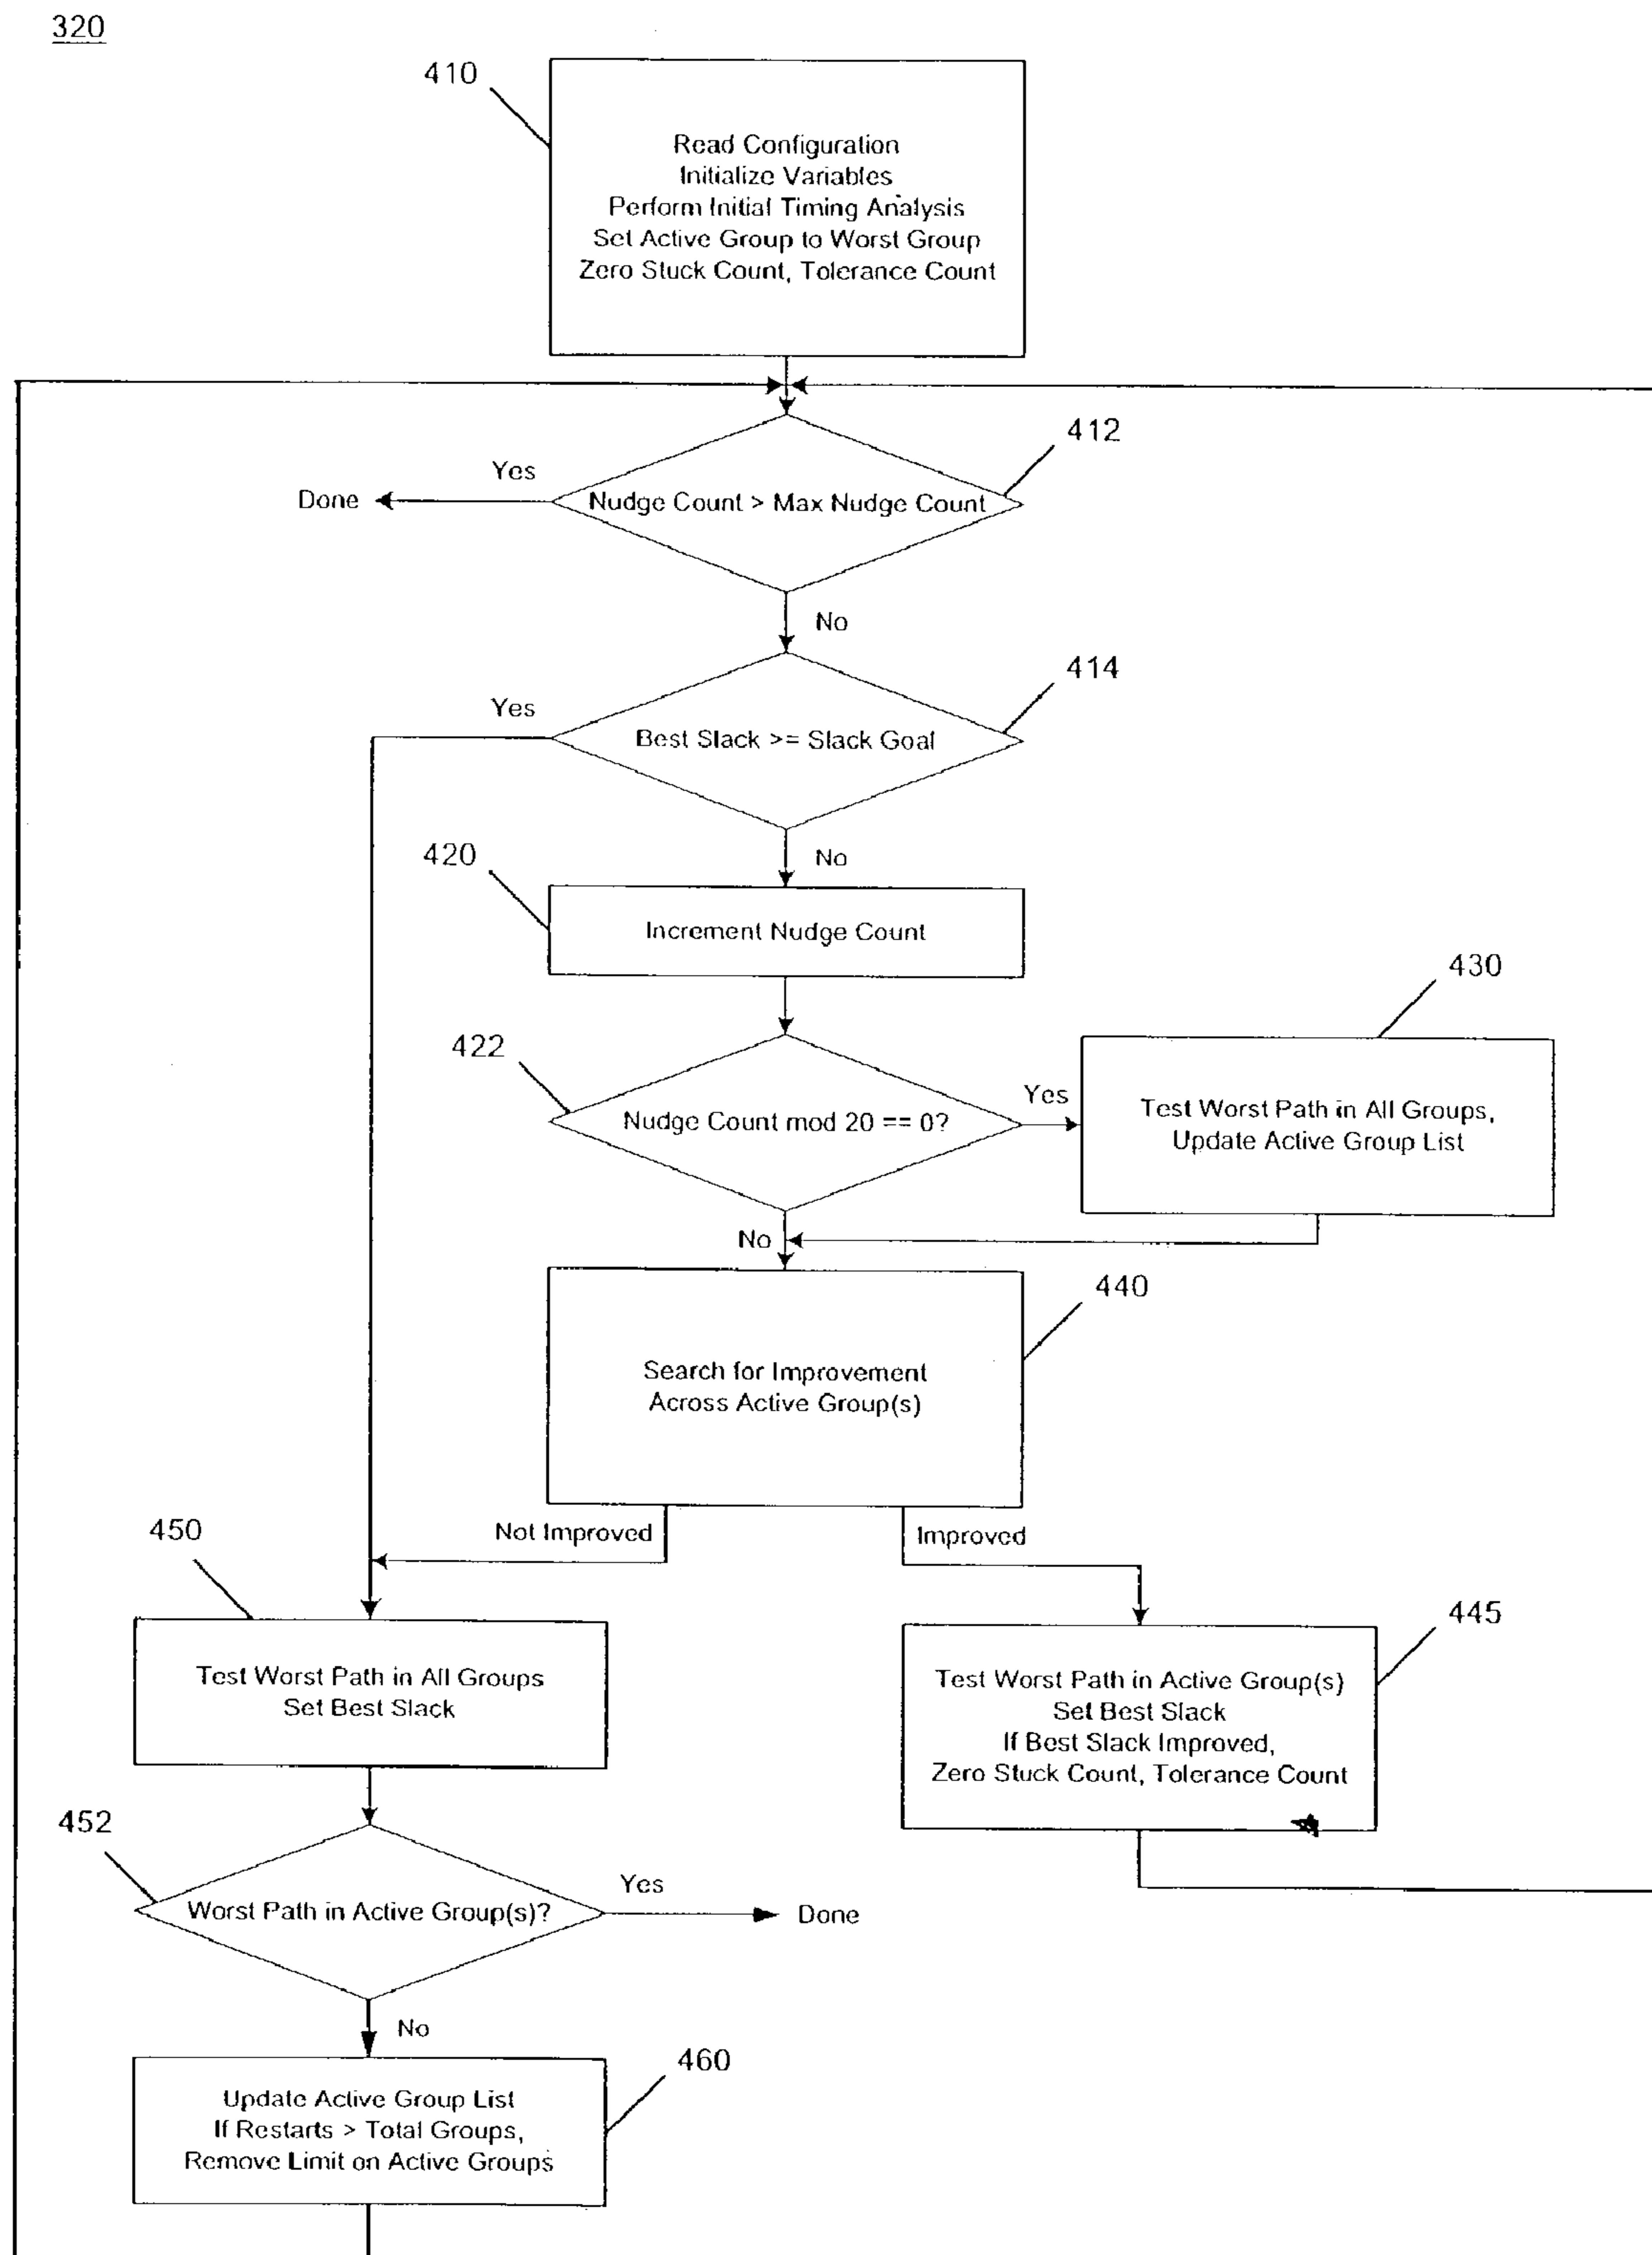 320
410
Read Configuration
Initialize Variables
Perform Initial Timing Analysis
Set Active Group to Worst Group
Zero Stuck Count, Tolerance Count
412
Yes
Done
Nudge Count > Max Nudge Count
No
414
Yes
Best Slack >= Slack Goal
No
420
Increment Nudge Count
430
422
Yes
Nudge Count mod 20 == 0?
Test Worst Path in All Groups,
Update Active Group List
No
440
Search for Improvement
Across Active Group(s)
Not Improved
Improved
450
445
Test Worst Path in All Groups
Set Best Slack
Test Worst Path in Active Group(s)
Set Best Slack
If Best Slack Improved,
Zero Stuck Count, Tolerance Count
452
Yes
Worst Path in Active Group(s)?
Done
No
460
Update Active Group List
If Restarts > Total Groups,
Remove Limit on Active Groups